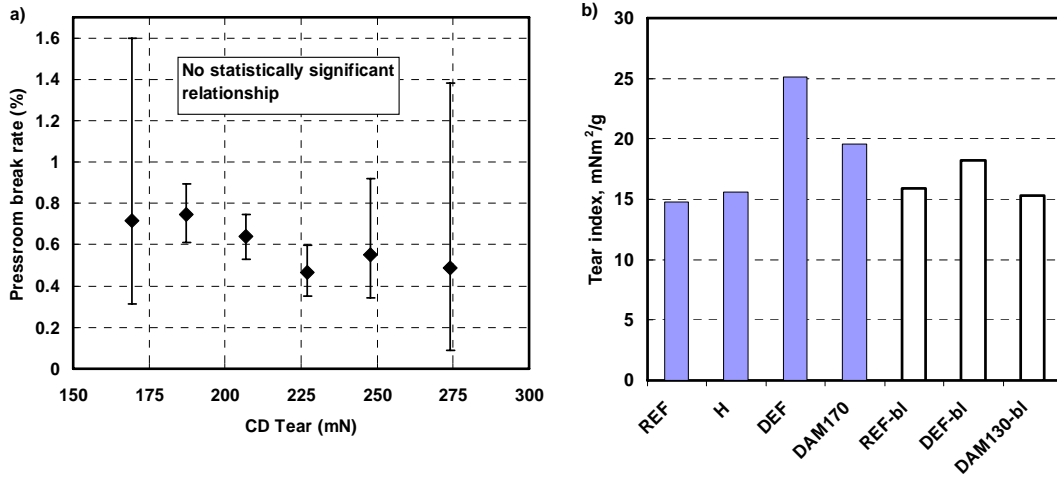 a)
Pressroom break rate (%)
1.6
1.4
1.2
1
0.8
0.6
0.4
0.2
0
No statistically significant
relationship
150 175 200 225 250 275 300
CD Tear (mN)
b)
Tear index, mNm²/g
30
25
20
15
10
5
0
REF
H
DEF
DAM170
REF-bl
DEF-bl
DAM130-bl